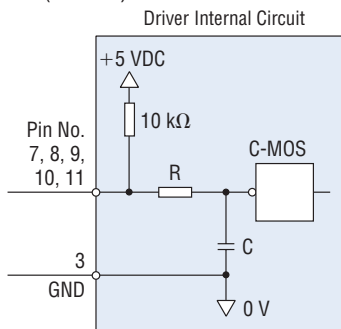 Driver Internal Circuit
+5 VDC
10 kΩ
Pin No.
7, 8, 9,
10, 11
C-MOS
R
C
3
GND
0 V